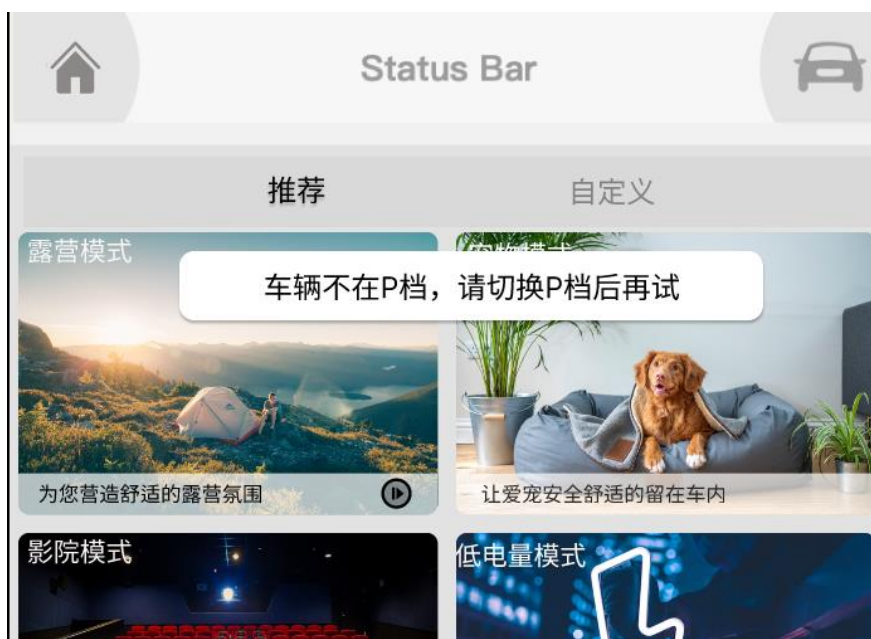 Status Bar
推荐
自定义
露营模式
车辆不在P档，请切换P档后再试
为您营造舒适的露营氛围
让爱宠安全舒适的留在车内
影院模式
低电量模式